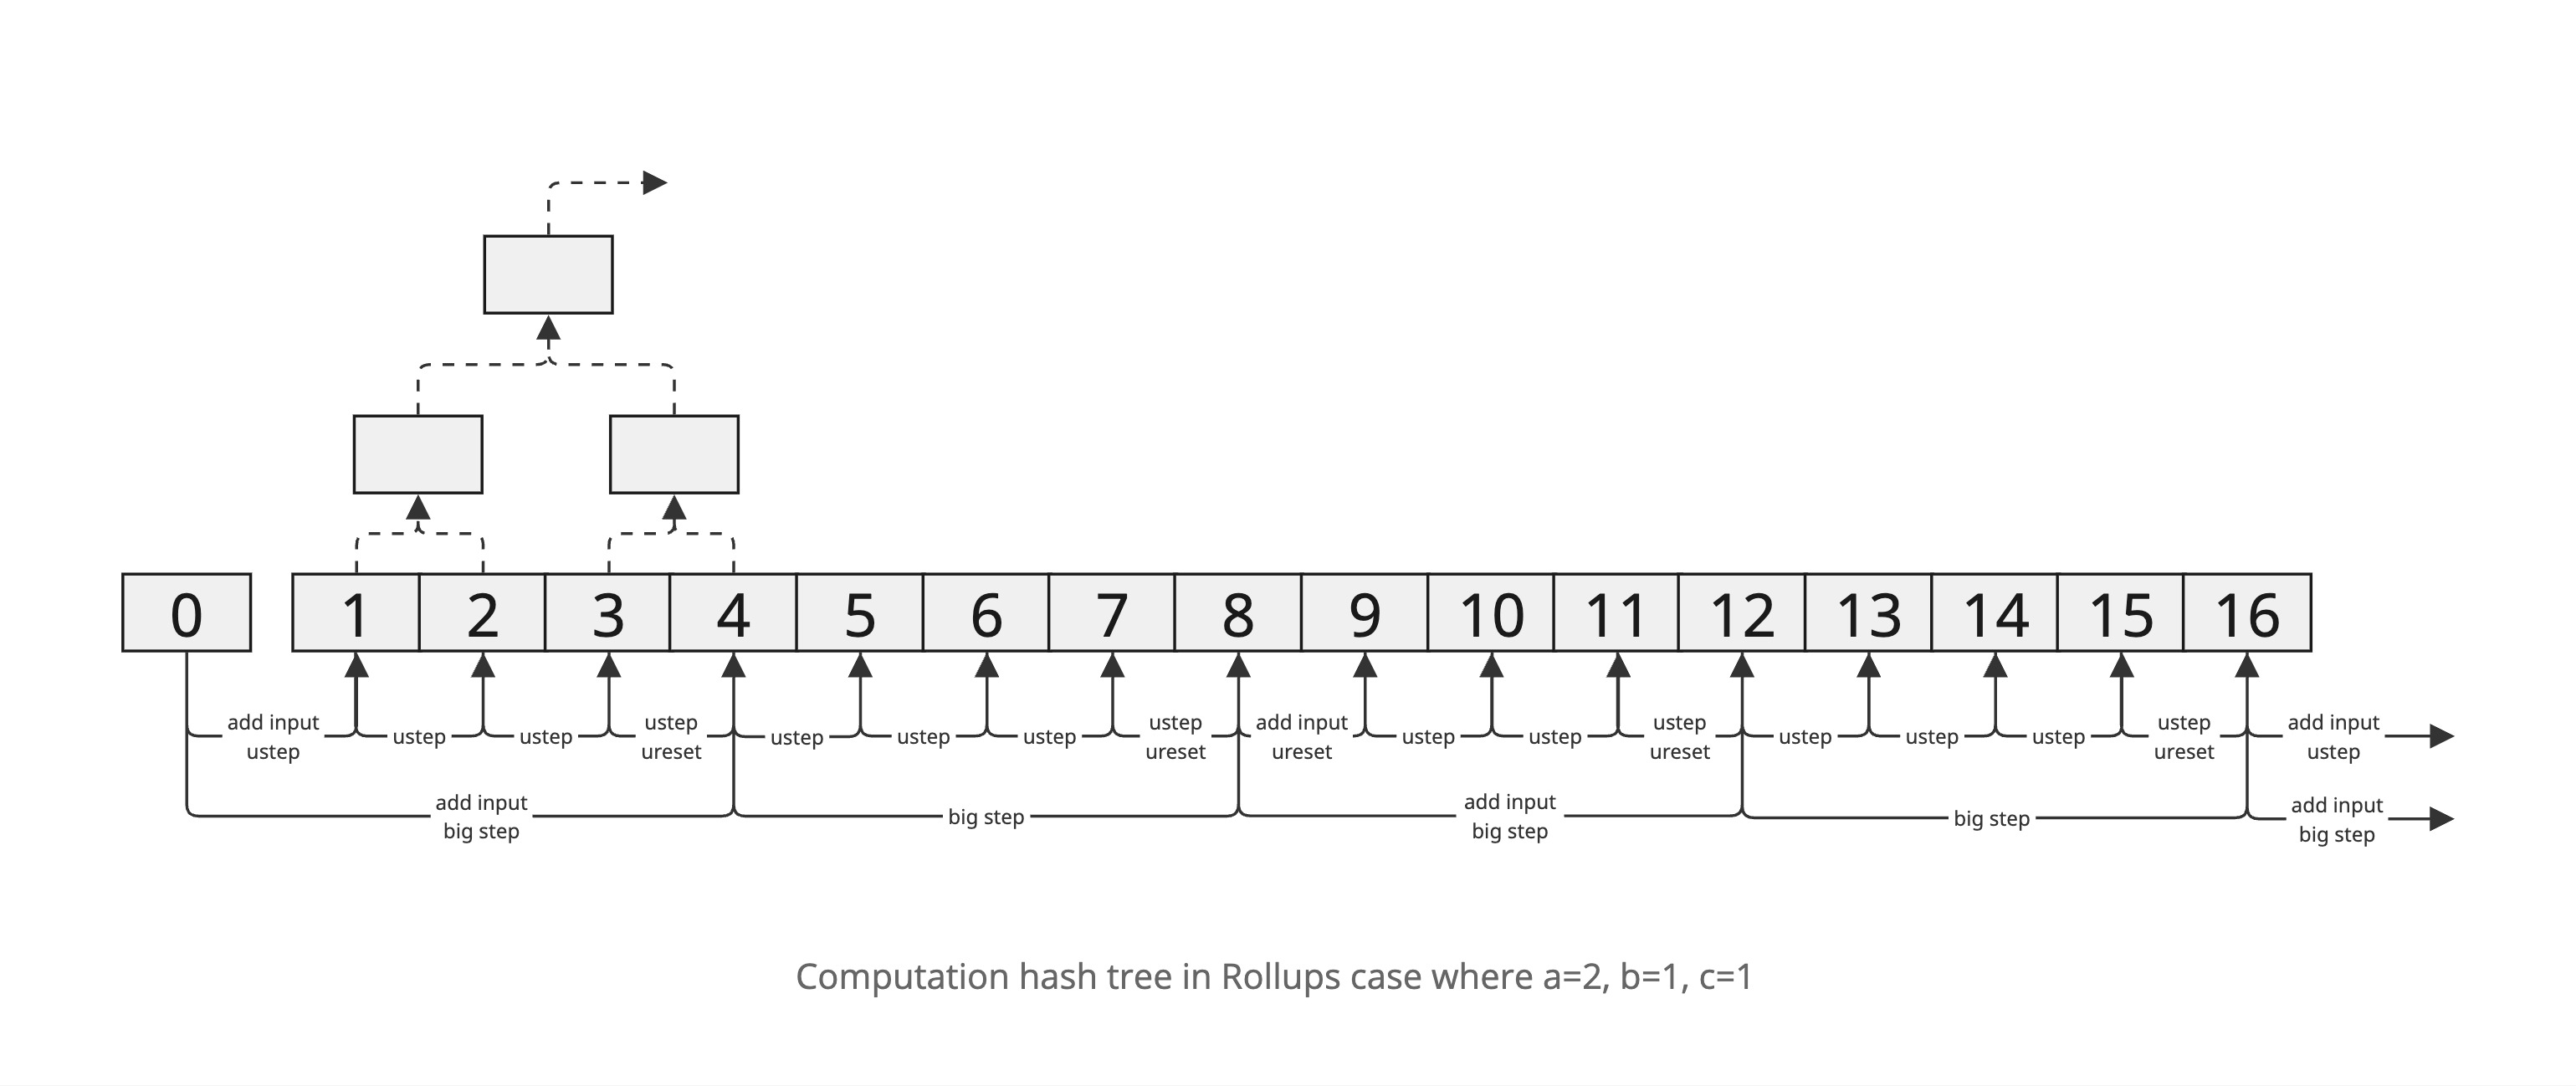 0 1 2 3 4 5 6 7 8 9 10 11 12 13 14 15 16
add input
ustep
ustep
ustep
ustep
ureset
ustep
ustep
ustep
ustep
ureset
add input
ureset
ustep
ustep
ustep
ureset
ustep
ustep
ustep
ustep
ureset
add input
ustep
add input
big step
big step
add input
big step
big step
add input
big step
Computation hash tree in Rollups case where a=2, b=1, c=1